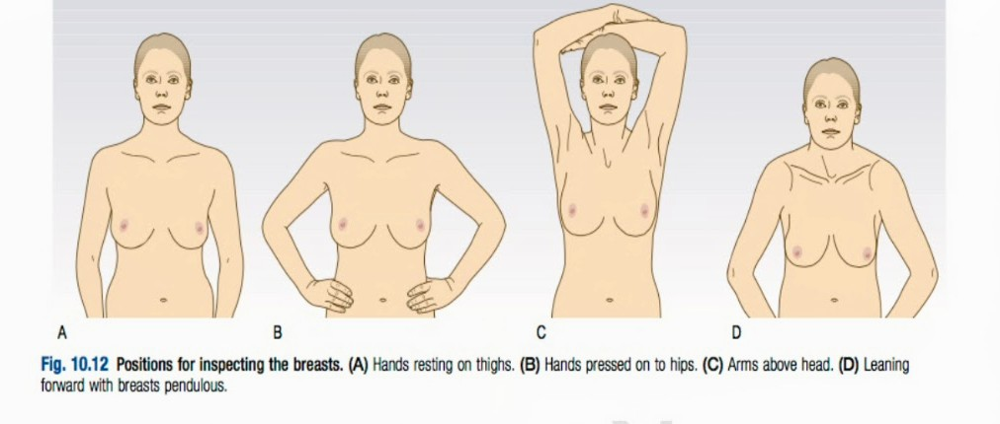 A B C D
Fig. 10.12 Positions for inspecting the breasts. (A) Hands resting on thighs. (B) Hands pressed on to hips. (C) Arms above head. (D) Leaning
forward with breasts pendulous.